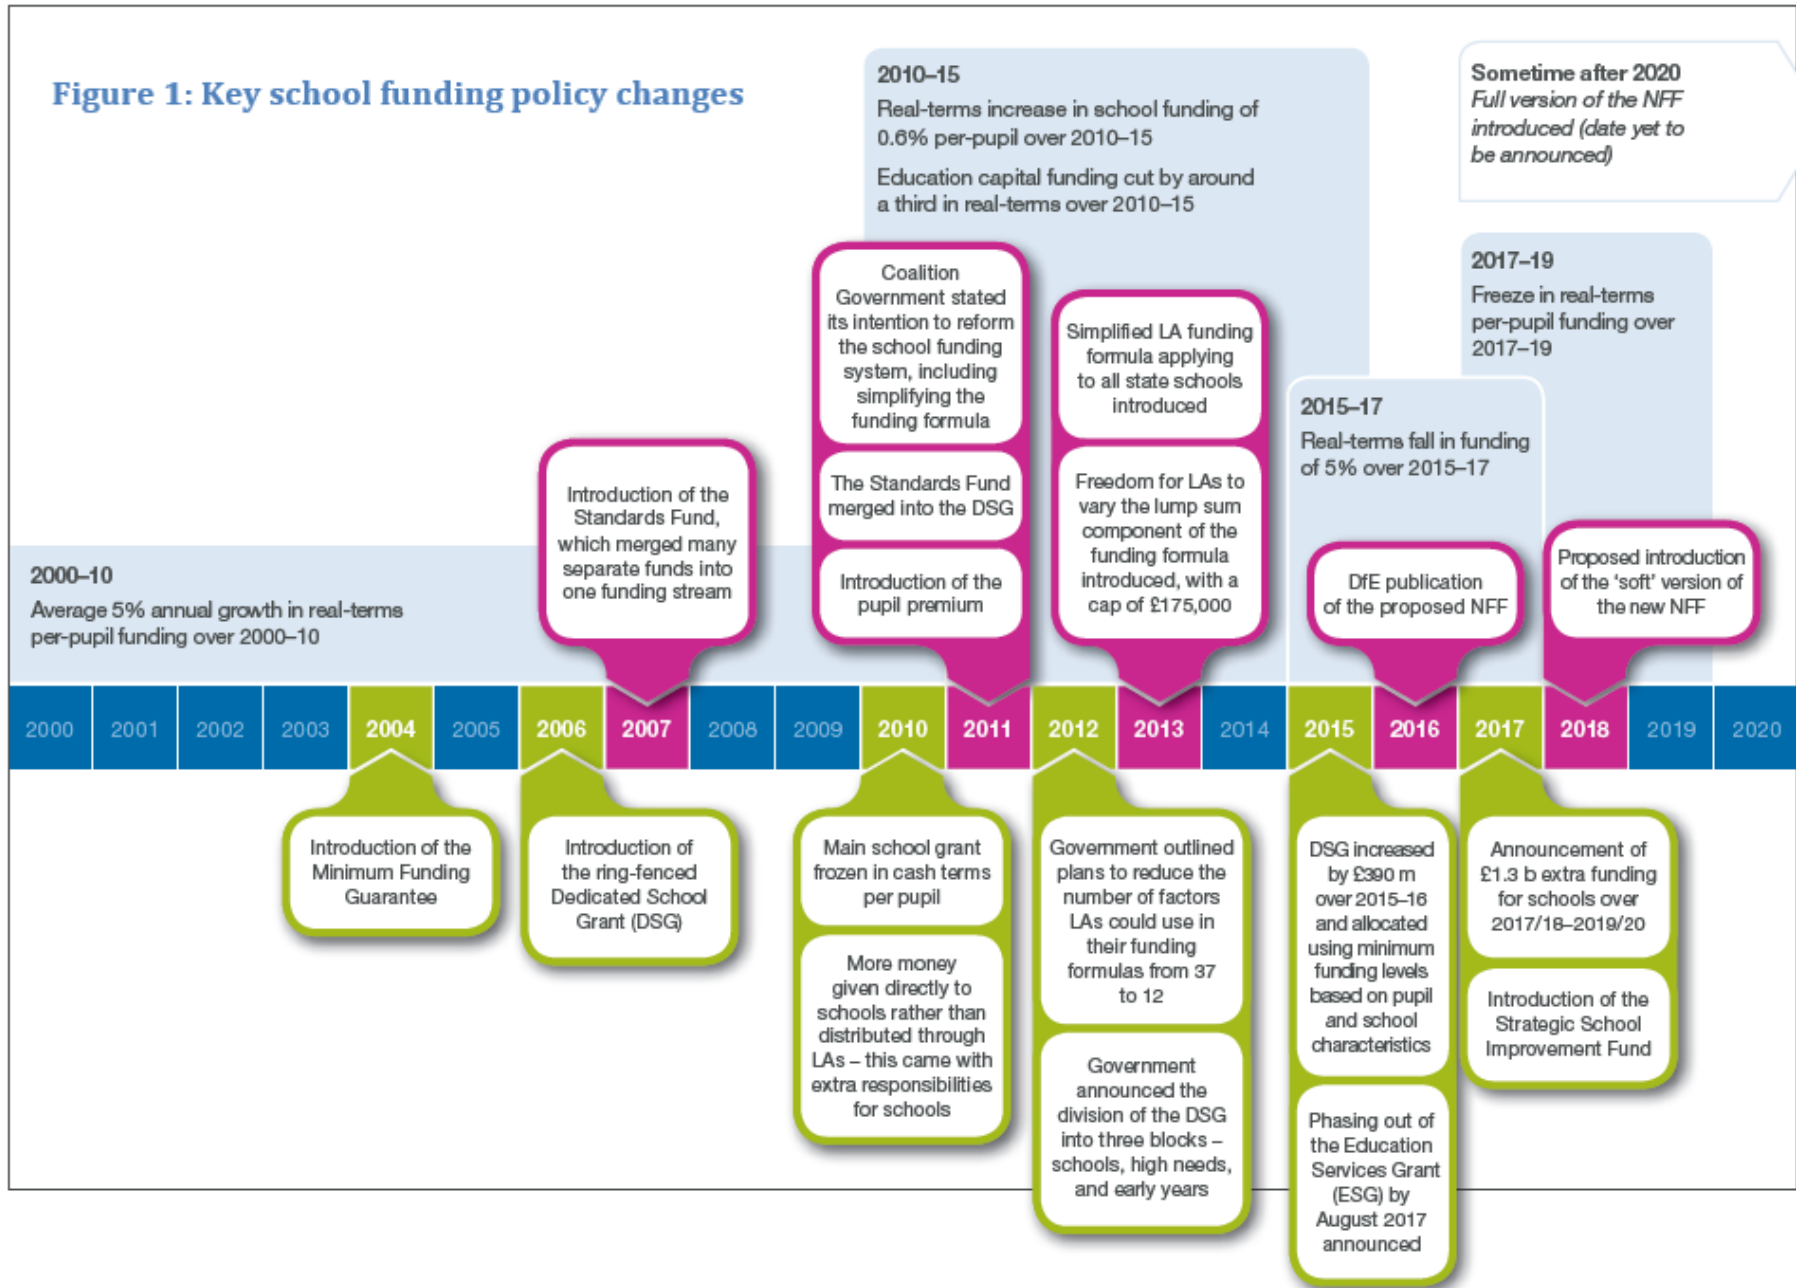 Figure 1: Key school funding policy changes
2010–15
Real-terms increase in school funding of
0.6% per-pupil over 2010–15
Education capital funding cut by around
a third in real-terms over 2010–15
Sometime after 2020
Full version of the NFF
introduced (date yet to
be announced)
2017–19
Freeze in real-terms
per-pupil funding over
2017–19
2015–17
Real-terms fall in funding
of 5% over 2015–17
2000–10
Average 5% annual growth in real-terms
per-pupil funding over 2000–10
Introduction of the
Standards Fund,
which merged many
separate funds into
one funding stream
Coalition
Government stated
its intention to reform
the school funding
system, including
simplifying the
funding formula
The Standards Fund
merged into the DSG
Introduction of the
pupil premium
Simplified LA funding
formula applying
to all state schools
introduced
Freedom for LAs to
vary the lump sum
component of the
funding formula
introduced, with a
cap of £175,000
DfE publication
of the proposed NFF
Proposed introduction
of the ‘soft’ version of
the new NFF
2000 2001 2002 2003 2004 2005 2006 2007 2008 2009 2010 2011 2012 2013 2014 2015 2016 2017 2018 2019 2020
Introduction of the
Minimum Funding
Guarantee
Introduction of
the ring-fenced
Dedicated School
Grant (DSG)
Main school grant
frozen in cash terms
per pupil
More money
given directly to
schools rather than
distributed through
LAs – this came with
extra responsibilities
for schools
Government outlined
plans to reduce the
number of factors
LAs could use in
their funding
formulas from 37
to 12
Government
announced the
division of the DSG
into three blocks –
schools, high needs,
and early years
DSG increased
by £390 m
over 2015–16
and allocated
using minimum
funding levels
based on pupil
and school
characteristics
Phasing out of
the Education
Services Grant
(ESG) by
August 2017
announced
Announcement of
£1.3 b extra funding
for schools over
2017/18–2019/20
Introduction of the
Strategic School
Improvement Fund